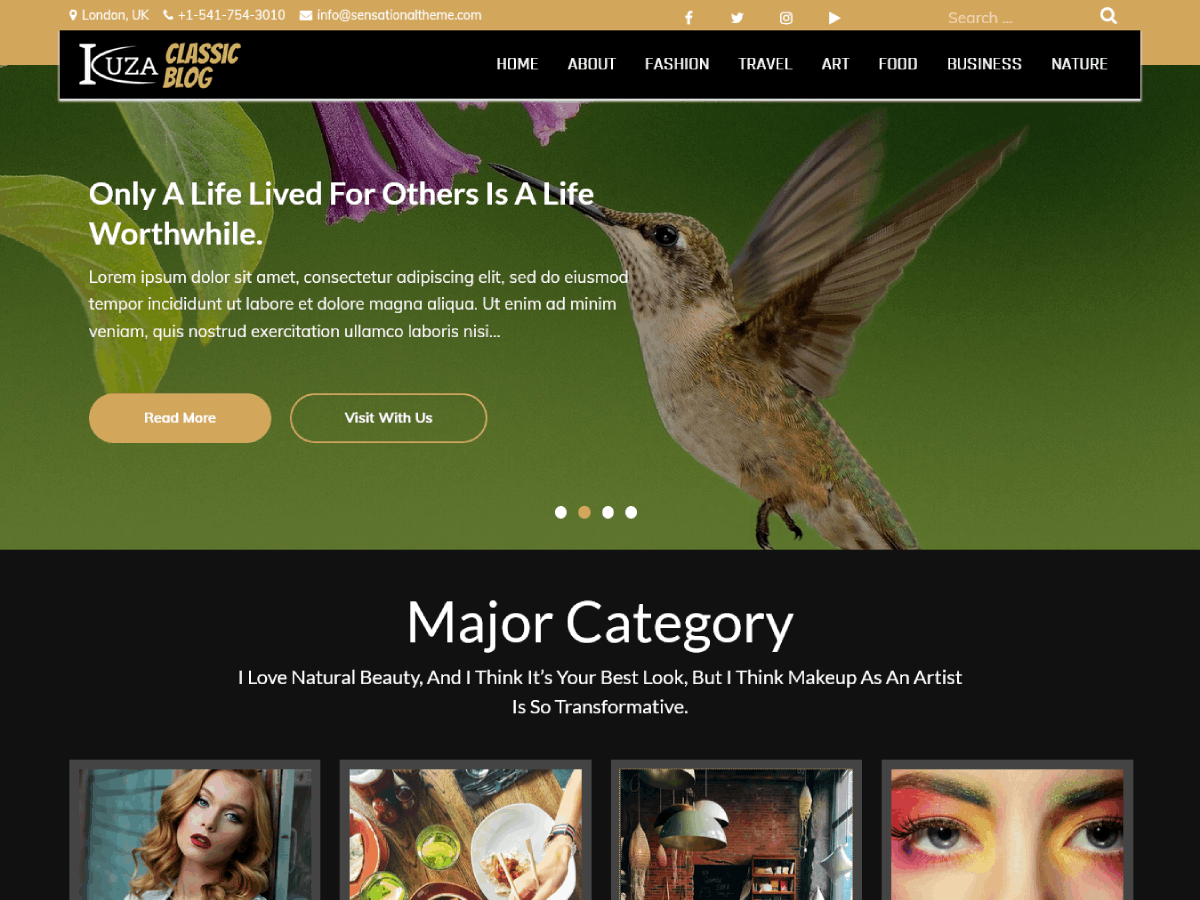 London, UK +1-541-754-3010 info@sensationaltheme.com Search ...
KUZA CLASSIC BLOG
HOME ABOUT FASHION TRAVEL ART FOOD BUSINESS NATURE
Only A Life Lived For Others Is A Life
Worthwhile.
Lorem ipsum dolor sit amet, consectetur adipiscing elit, sed do eiusmod
tempor incididunt ut labore et dolore magna aliqua. Ut enim ad minim
veniam, quis nostrud exercitation ullamco laboris nisi...
Read More Visit With Us
Major Category
I Love Natural Beauty, And I Think It's Your Best Look, But I Think Makeup As An Artist
Is So Transformative.